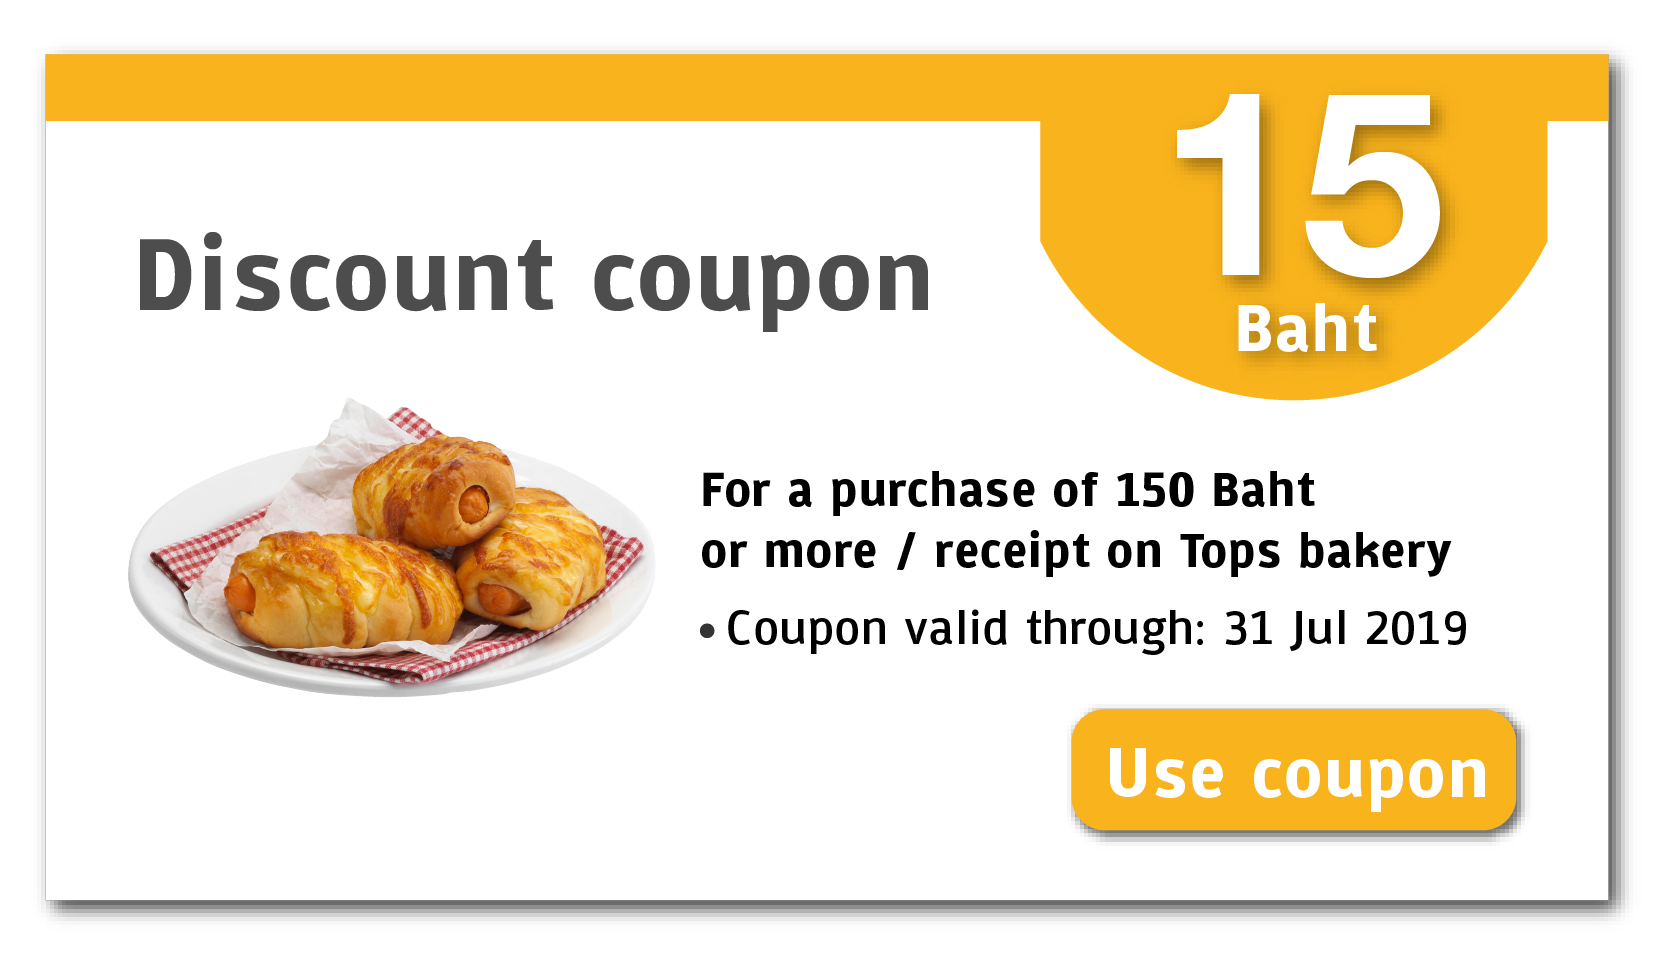 15
Baht
Discount coupon
For a purchase of 150 Baht
or more / receipt on Tops bakery
• Coupon valid through: 31 Jul 2019
Use coupon